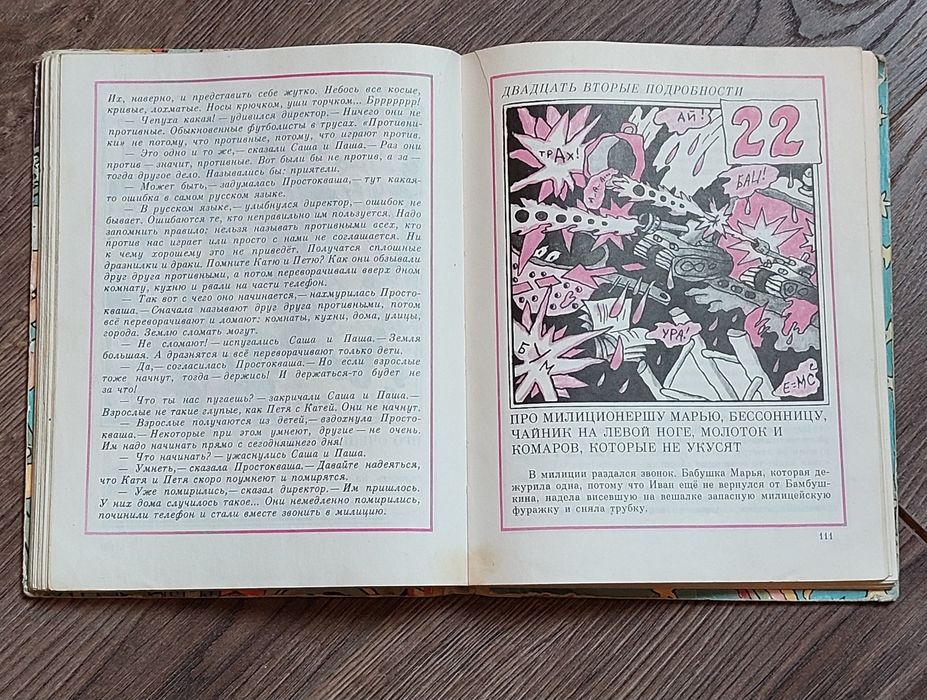 Их, наверно, и представить себе жутко. Небось все косые,
кривые, лохматые. Носы крючком, уши торчком... Бррррррр!
— Чепуха какая! — удивился директор.— Ничего они не
противные. Обыкновенные футболисты в трусах. «Противни-
ки» не потому, что противные, потому, что играют против.
— Это одно и то же,— сказали Саша и Паша.— Раз они
против — значит, противные. Вот были бы не против, а за —
тогда другое дело. Назывались бы: приятели.
— Может быть,— задумалась Простокваша,— тут какая-
то ошибка в самом русском языке.
— В русском языке,— улыбнулся директор,— ошибок не
бывает. Ошибаются те, кто неправильно им пользуется. Надо
запомнить правило: нельзя называть противными всех, кто
против нас играет или просто с нами не соглашается. Ни
к чему хорошему это не приведёт. Получатся сплошные
дразнилки и драки. Помните Катю и Петю? Как они обзывали
друг друга противными, а потом переворачивали вверх дном
комнату, кухню и рвали на части телефон.
— Так вот с чего оно начинается,— нахмурилась Просто-
кваша.— Сначала называют друг друга противными, потом
всё переворачивают и ломают: комнаты, кухни, дома, улицы,
города. Землю сломать могут.
— Не сломают! — испугались Саша и Паша.— Земля
большая. А дразнятся и всё переворачивают только дети.
— Да,— согласилась Простокваша.— Но если взрослые
тоже начнут, тогда — держись! И держаться-то будет не
за что!
— Что ты нас пугаешь? — закричали Саша и Паша.—
Взрослые не такие глупые, как Петя с Катей. Они не начнут.
— Взрослые получаются из детей,— вздохнула Просто-
кваша.— Некоторые при этом умнеют, другие — не очень.
Им надо начинать прямо с сегодняшнего дня!
— Что начинать? — ужаснулись Саша и Паша.
— Умнеть,— сказала Простокваша.— Давайте надеяться,
что Катя и Петя скоро поумнеют и помирятся.
— Уже помирились,— сказал директор.— Им пришлось.
У них дома случилось такое... Они немедленно помирились,
починили телефон и стали вместе звонить в милицию.
ДВАДЦАТЬ ВТОРЫЕ ПОДРОБНОСТИ
АЙ!
22
ТРАХ!
БАЦ!
УРА!
E=MC²
ПРО МИЛИЦИОНЕРШУ МАРЬЮ, БЕССОННИЦУ,
ЧАЙНИК НА ЛЕВОЙ НОГЕ, МОЛОТОК И
КОМАРОВ, КОТОРЫЕ НЕ УКУСЯТ
В милиции раздался звонок. Бабушка Марья, которая де-
журила одна, потому что Иван ещё не вернулся от Бамбуш-
кина, надела висевшую на вешалке запасную милицейскую
фуражку и сняла трубку.
111